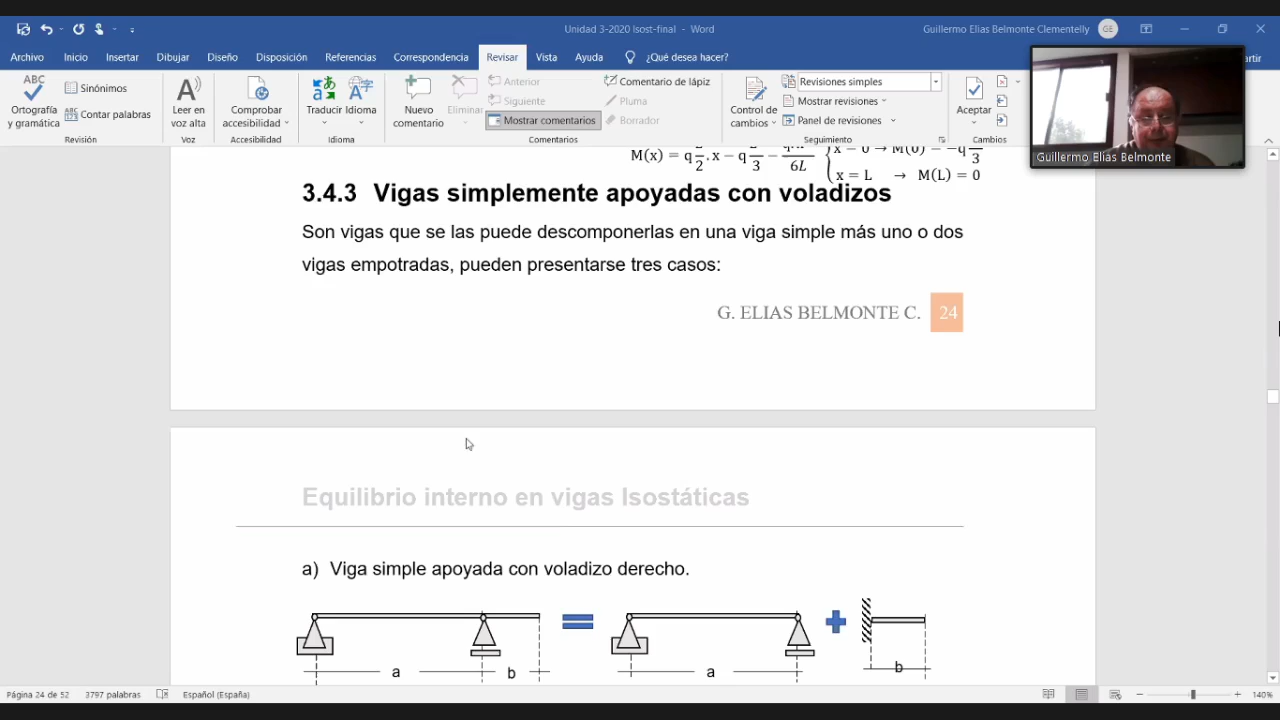 Unidad 3-2020 Isost-final - Word
Guillermo Elias Belmonte Clementelly GE
Archivo Inicio Insertar Dibujar Diseño Disposición Referencias Correspondencia Revisar Vista Ayuda ¿Qué desea hacer?
ABC Ortografía y gramática
Sinónimos
Contar palabras
Revisión
Leer en voz alta
Voz
Comprobar accesibilidad
Accesibilidad
Traducir Idioma
Idioma
Nuevo comentario
Eliminar
Anterior
Siguiente
Mostrar comentarios
Comentario de lápiz
Pluma
Borrador
Comentarios
Control de cambios
Revisiones simples
Mostrar revisiones
Panel de revisiones
Seguimiento
Aceptar
Cambios
Guillermo Elias Belmonte
3.4.3 Vigas simplemente apoyadas con voladizos
Son vigas que se las puede descomponerlas en una viga simple más uno o dos
vigas empotradas, pueden presentarse tres casos:
G. ELIAS BELMONTE C. 24
Equilibrio interno en vigas Isostáticas
a) Viga simple apoyada con voladizo derecho.
a b a b
Página 24 de 52 3797 palabras Español (España) 140%